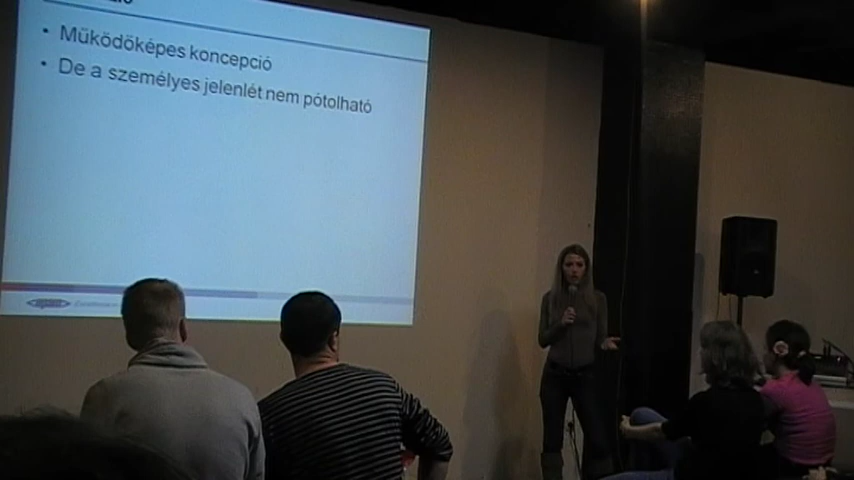 • Működőképes koncepció
• De a személyes jelenlét nem pótolható